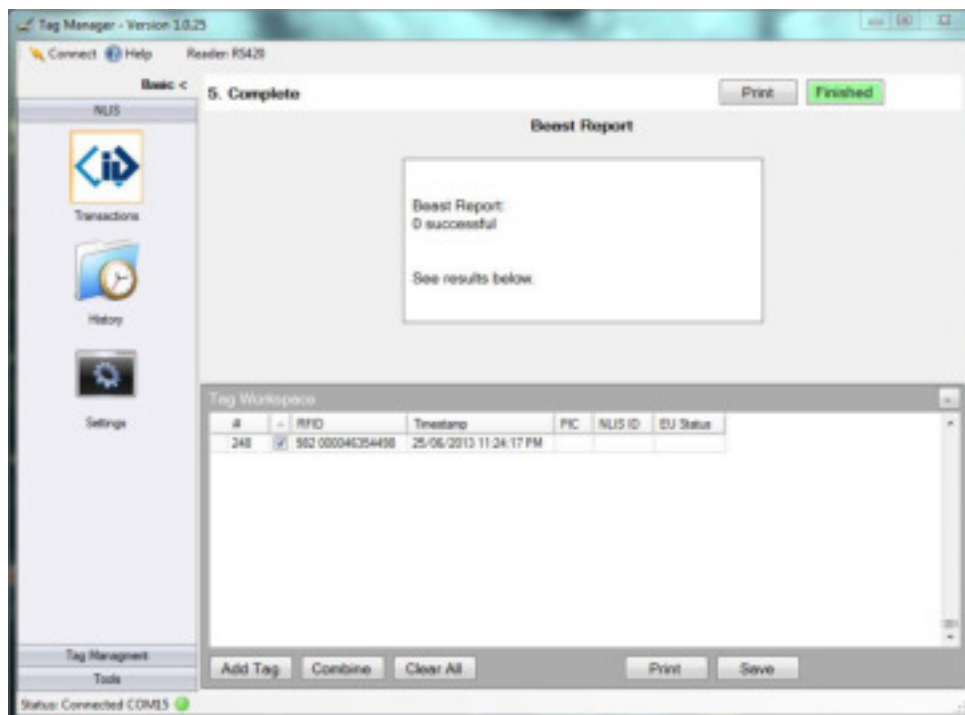 Tag Manager - Version 1.0.25
Connect Help Reader: RS420
Basic <
NLIS
Transactions
History
Settings
Tag Managment
Tools
Status: Connected COM15
5. Complete
Print Finished
Beast Report
Beast Report:
0 successful
See results below.
Tag Workspace
# RFID Timestamp PIC NLIS ID EU Status
248 982 000046354498 25/06/2013 11:24:17 PM
Add Tag Combine Clear All Print Save